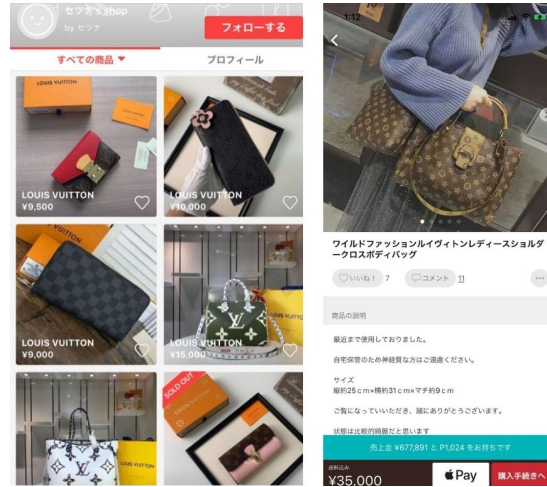 セツナ's shop
by セツナ
フォローする
すべての商品 ▼
プロフィール
LOUIS VUITTON
LOUIS VUITTON
¥9,500
LOUIS VUITTON
¥10,000
LOUIS VUITTON
¥9,000
LOUIS VUITTON
LOUIS VUITTON
¥15,000
SOLD OUT
1:12
ワイルドファッションルイヴィトンレディースショルダ
ークロスボディバッグ
いいね! 7
コメント 11
商品の説明
最近まで使用しておりました。
自宅保管のため神経質な方はご遠慮ください。
サイズ
縦約25cm×横約31cm×マチ約9cm
ご覧になっていいただき、誠にありがとうございます。
状態は比較的綺麗だと思います
売上金 ¥677,891 と P1,024 をお持ちです
送料込み
¥35,000
Pay
購入手続きへ